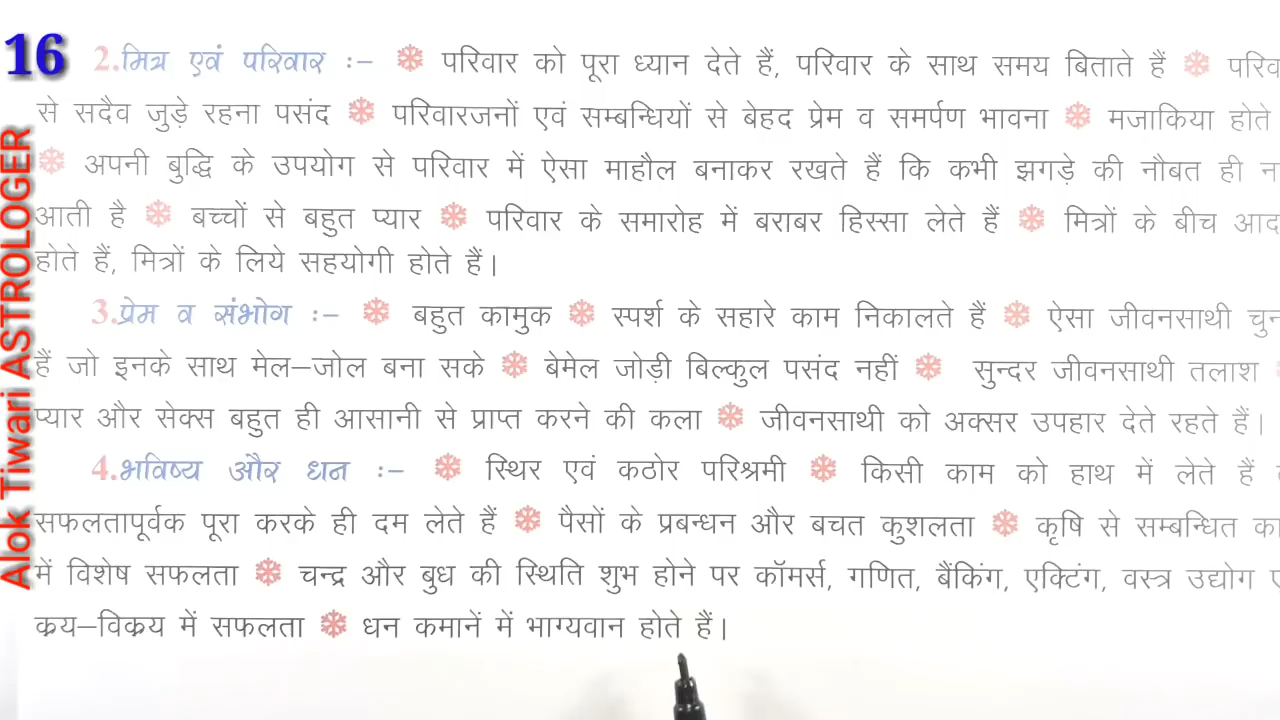 16
2.मित्र एवं परिवार :– ❄ परिवार को पूरा ध्यान देते हैं, परिवार के साथ समय बिताते हैं ❄
से सदैव जुड़े रहना पसंद ❄ परिवारजनों एवं सम्बन्धियों से बेहद प्रेम व समर्पण भावना ❄ मजाकिया होते
❄ अपनी बुद्धि के उपयोग से परिवार में ऐसा माहौल बनाकर रखते हैं कि कभी झगड़े की नौबत ही
आती है ❄ बच्चों से बहुत प्यार ❄ परिवार के समारोह में बराबर हिस्सा लेते हैं ❄ मित्रों के बीच
होते हैं, मित्रों के लिये सहयोगी होते हैं।
3.प्रेम व संभोग :– ❄ बहुत कामुक ❄ स्पर्श के सहारे काम निकालते हैं ❄ ऐसा जीवनसाथी
हैं जो इनके साथ मेल–जोल बना सके ❄ बेमेल जोड़ी बिल्कुल पसंद नहीं ❄ सुन्दर जीवनसाथी तलाश
प्यार और सेक्स बहुत ही आसानी से प्राप्त करने की कला ❄ जीवनसाथी को अक्सर उपहार देते रहते हैं।
4.भविष्य और धन :– ❄ स्थिर एवं कठोर परिश्रमी ❄ किसी काम को हाथ में लेते हैं
सफलतापूर्वक पूरा करके ही दम लेते हैं ❄ पैसों के प्रबन्धन और बचत कुशलता ❄ कृषि से सम्बन्धित
में विशेष सफलता ❄ चन्द्र और बुध की स्थिति शुभ होने पर कॉमर्स, गणित, बैंकिंग, एक्टिंग, वस्त्र उद्योग
क्रय–विक्रय में सफलता ❄ धन कमानें में भाग्यवान होते हैं।
Alok Tiwari ASTROLOGER